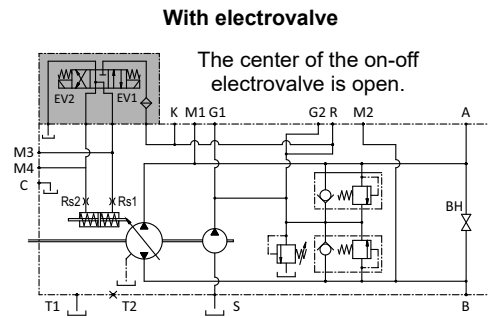 With electrovalve
The center of the on-off
electrovalve is open.
EV2 EV1
K M1 G1 G2 R M2 A
M3
M4
C
Rs2 Rs1
BH
T1 T2 S B